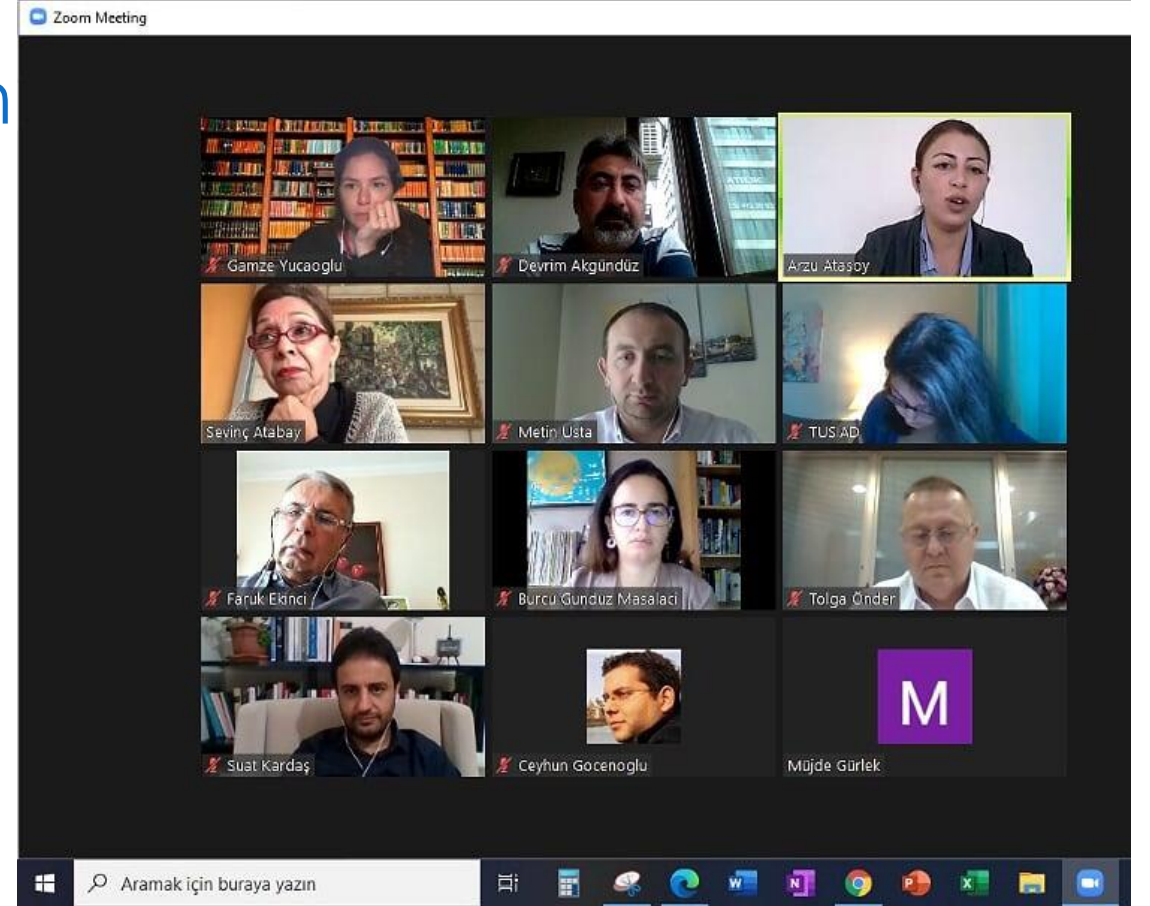 Zoom Meeting
n
Gamze Yucaoglu
Devrim Akgündüz
Arzu Atasoy
Sevinç Atabay
Metin Usta
TUSIAD
Faruk Ekinci
Burcu Gunduz Masalaci
Tolga Önder
Suat Kardaş
Ceyhun Gocenoglu
M
Müjde Gürlek
Aramak için buraya yazın